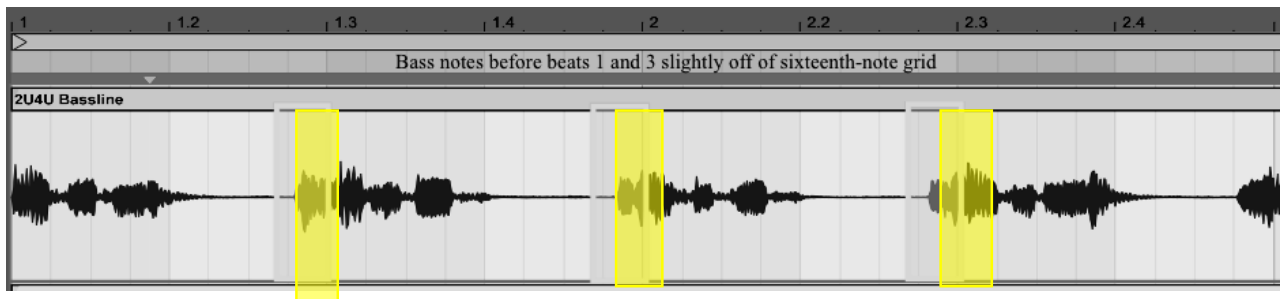 1 1.2 1.3 1.4 2 2.2 2.3 2.4
Bass notes before beats 1 and 3 slightly off of sixteenth-note grid
2U4U Bassline